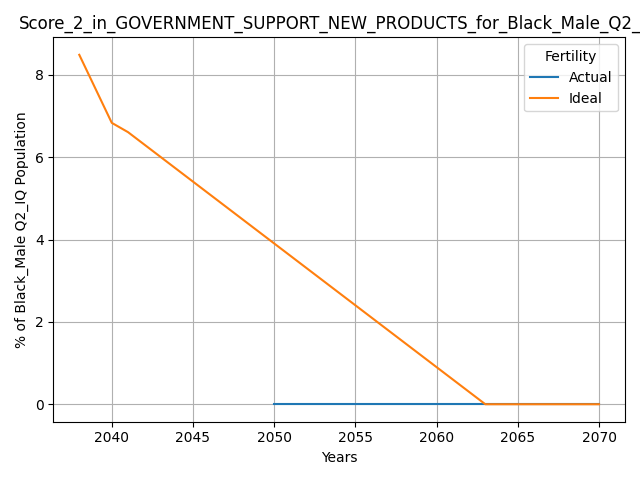 Score_2_in_GOVERNMENT_SUPPORT_NEW_PRODUCTS_for_Black_Male_Q2_
Fertility
Actual
Ideal
% of Black_Male Q2_IQ Population
8
6
4
2
0
2040 2045 2050 2055 2060 2065 2070
Years